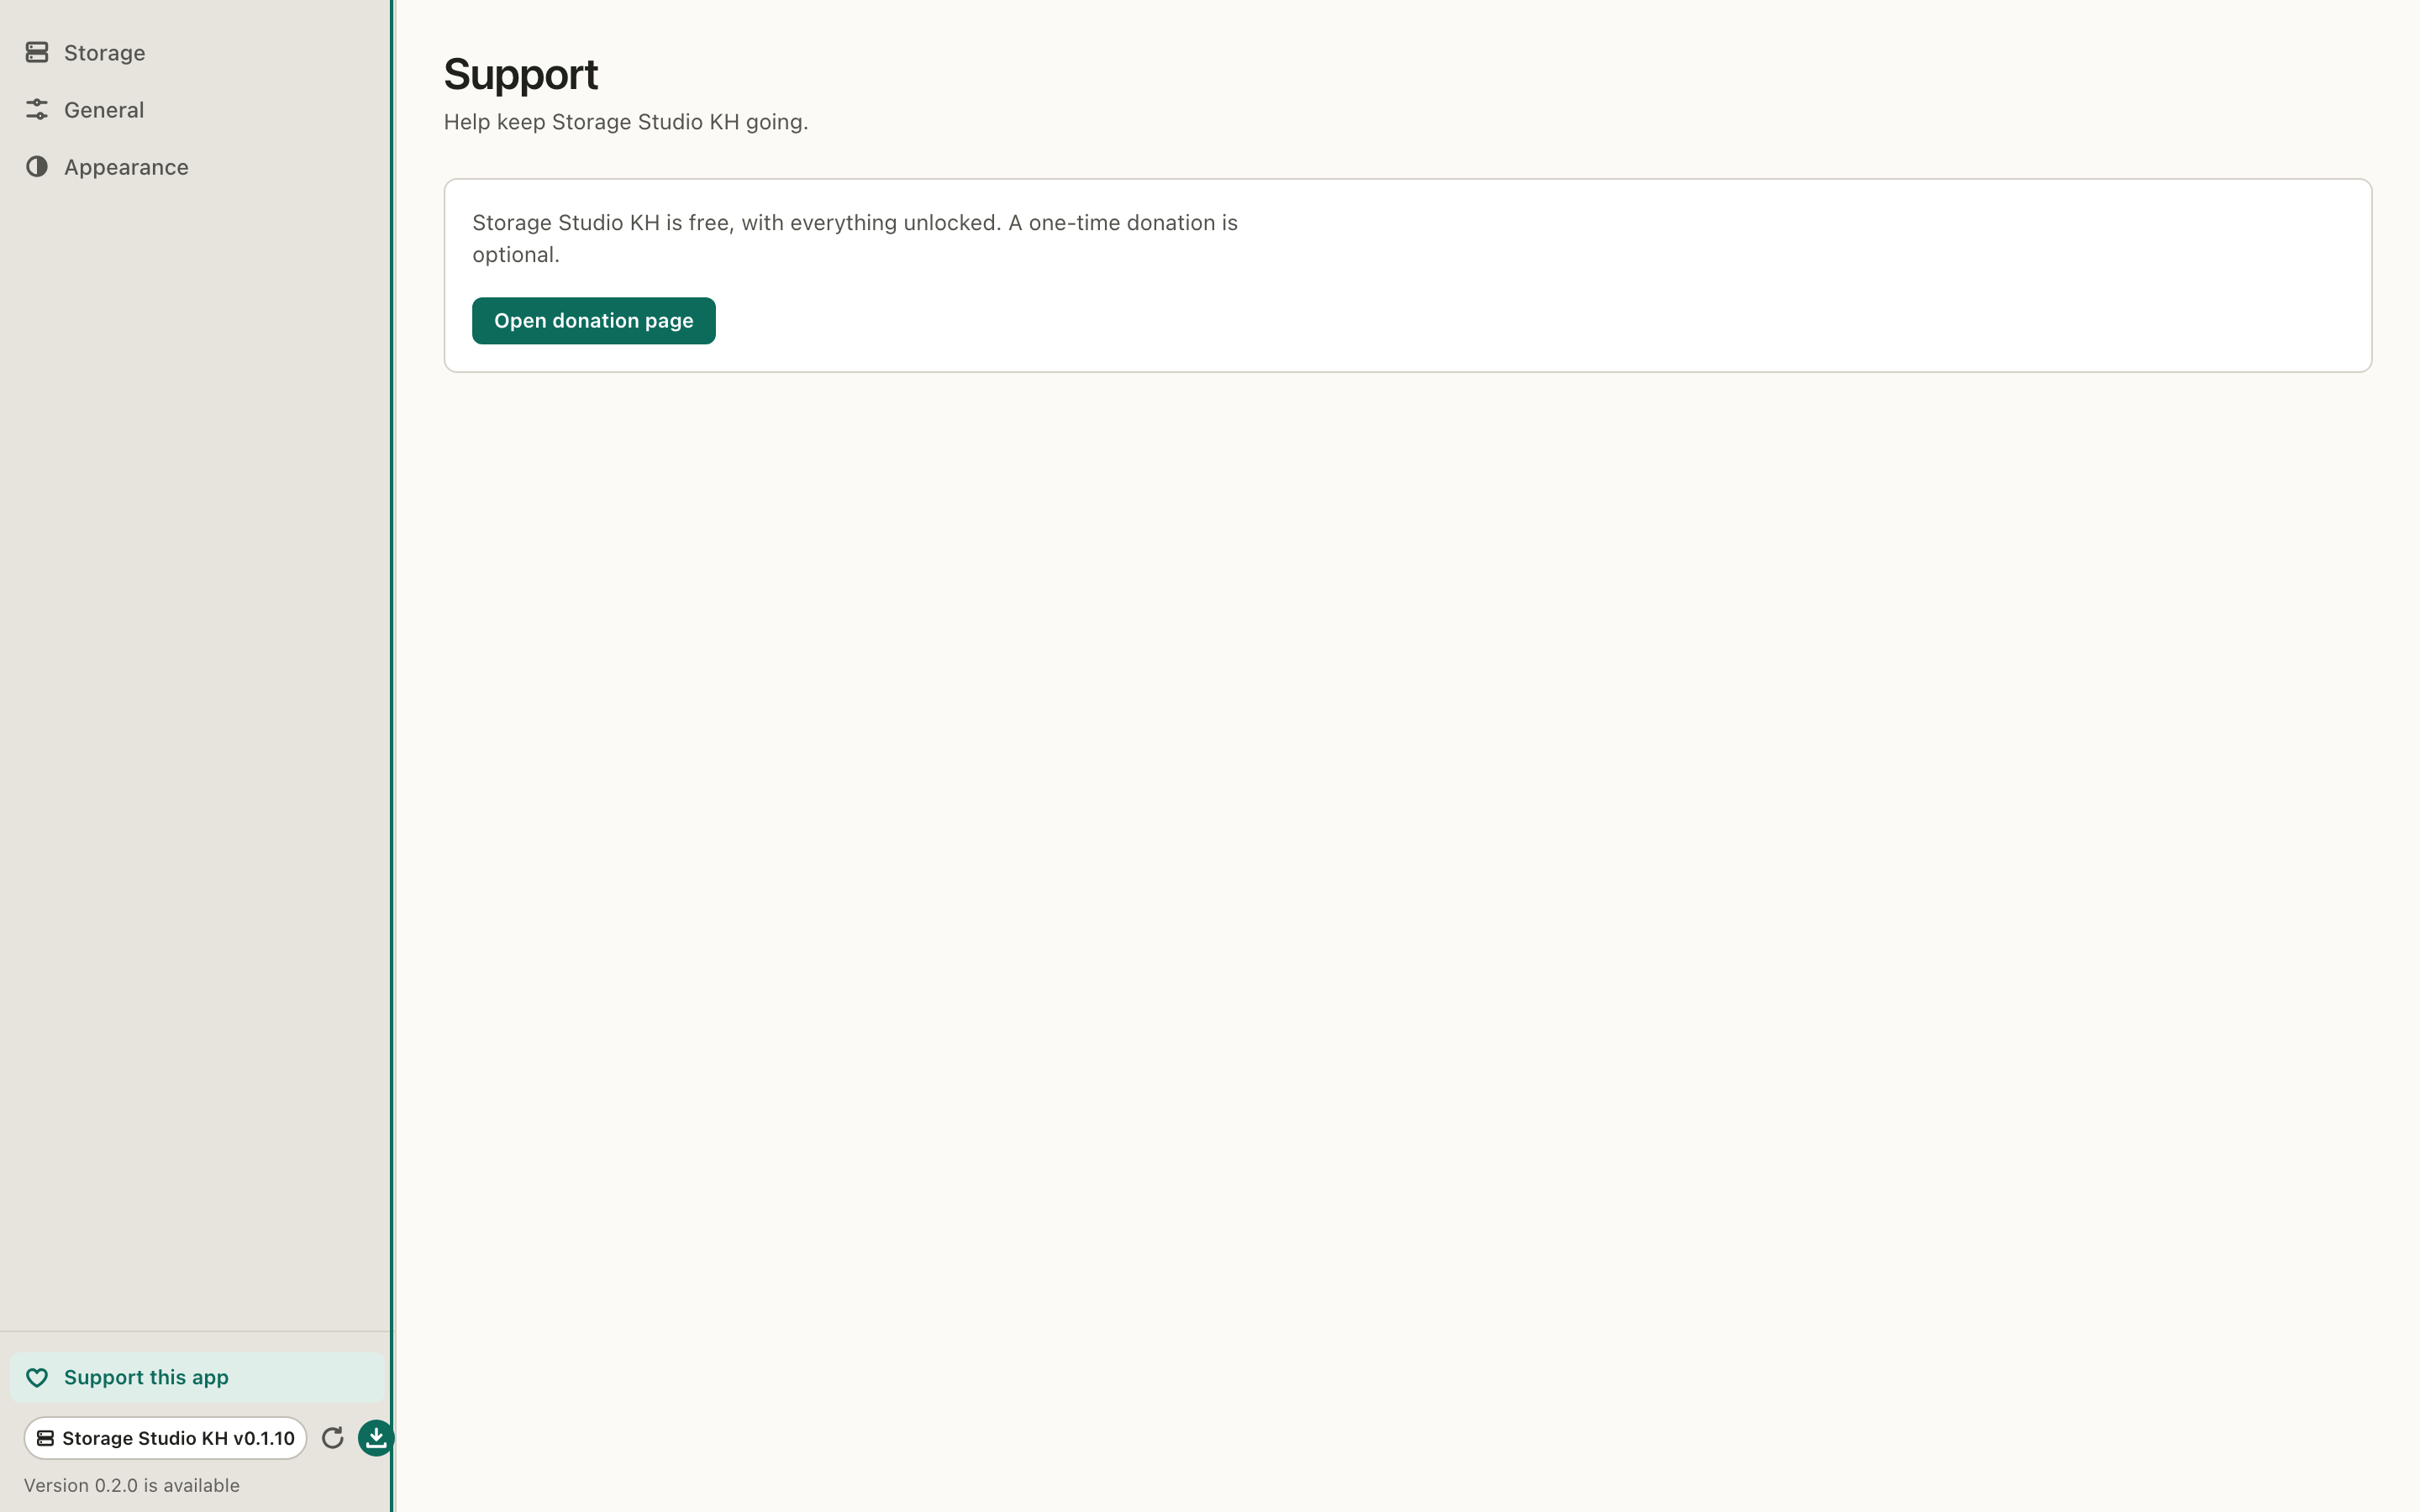 Storage
General
Appearance
Support
Help keep Storage Studio KH going.
Storage Studio KH is free, with everything unlocked. A one-time donation is
optional.
Open donation page
Support this app
Storage Studio KH v0.1.10
Version 0.2.0 is available